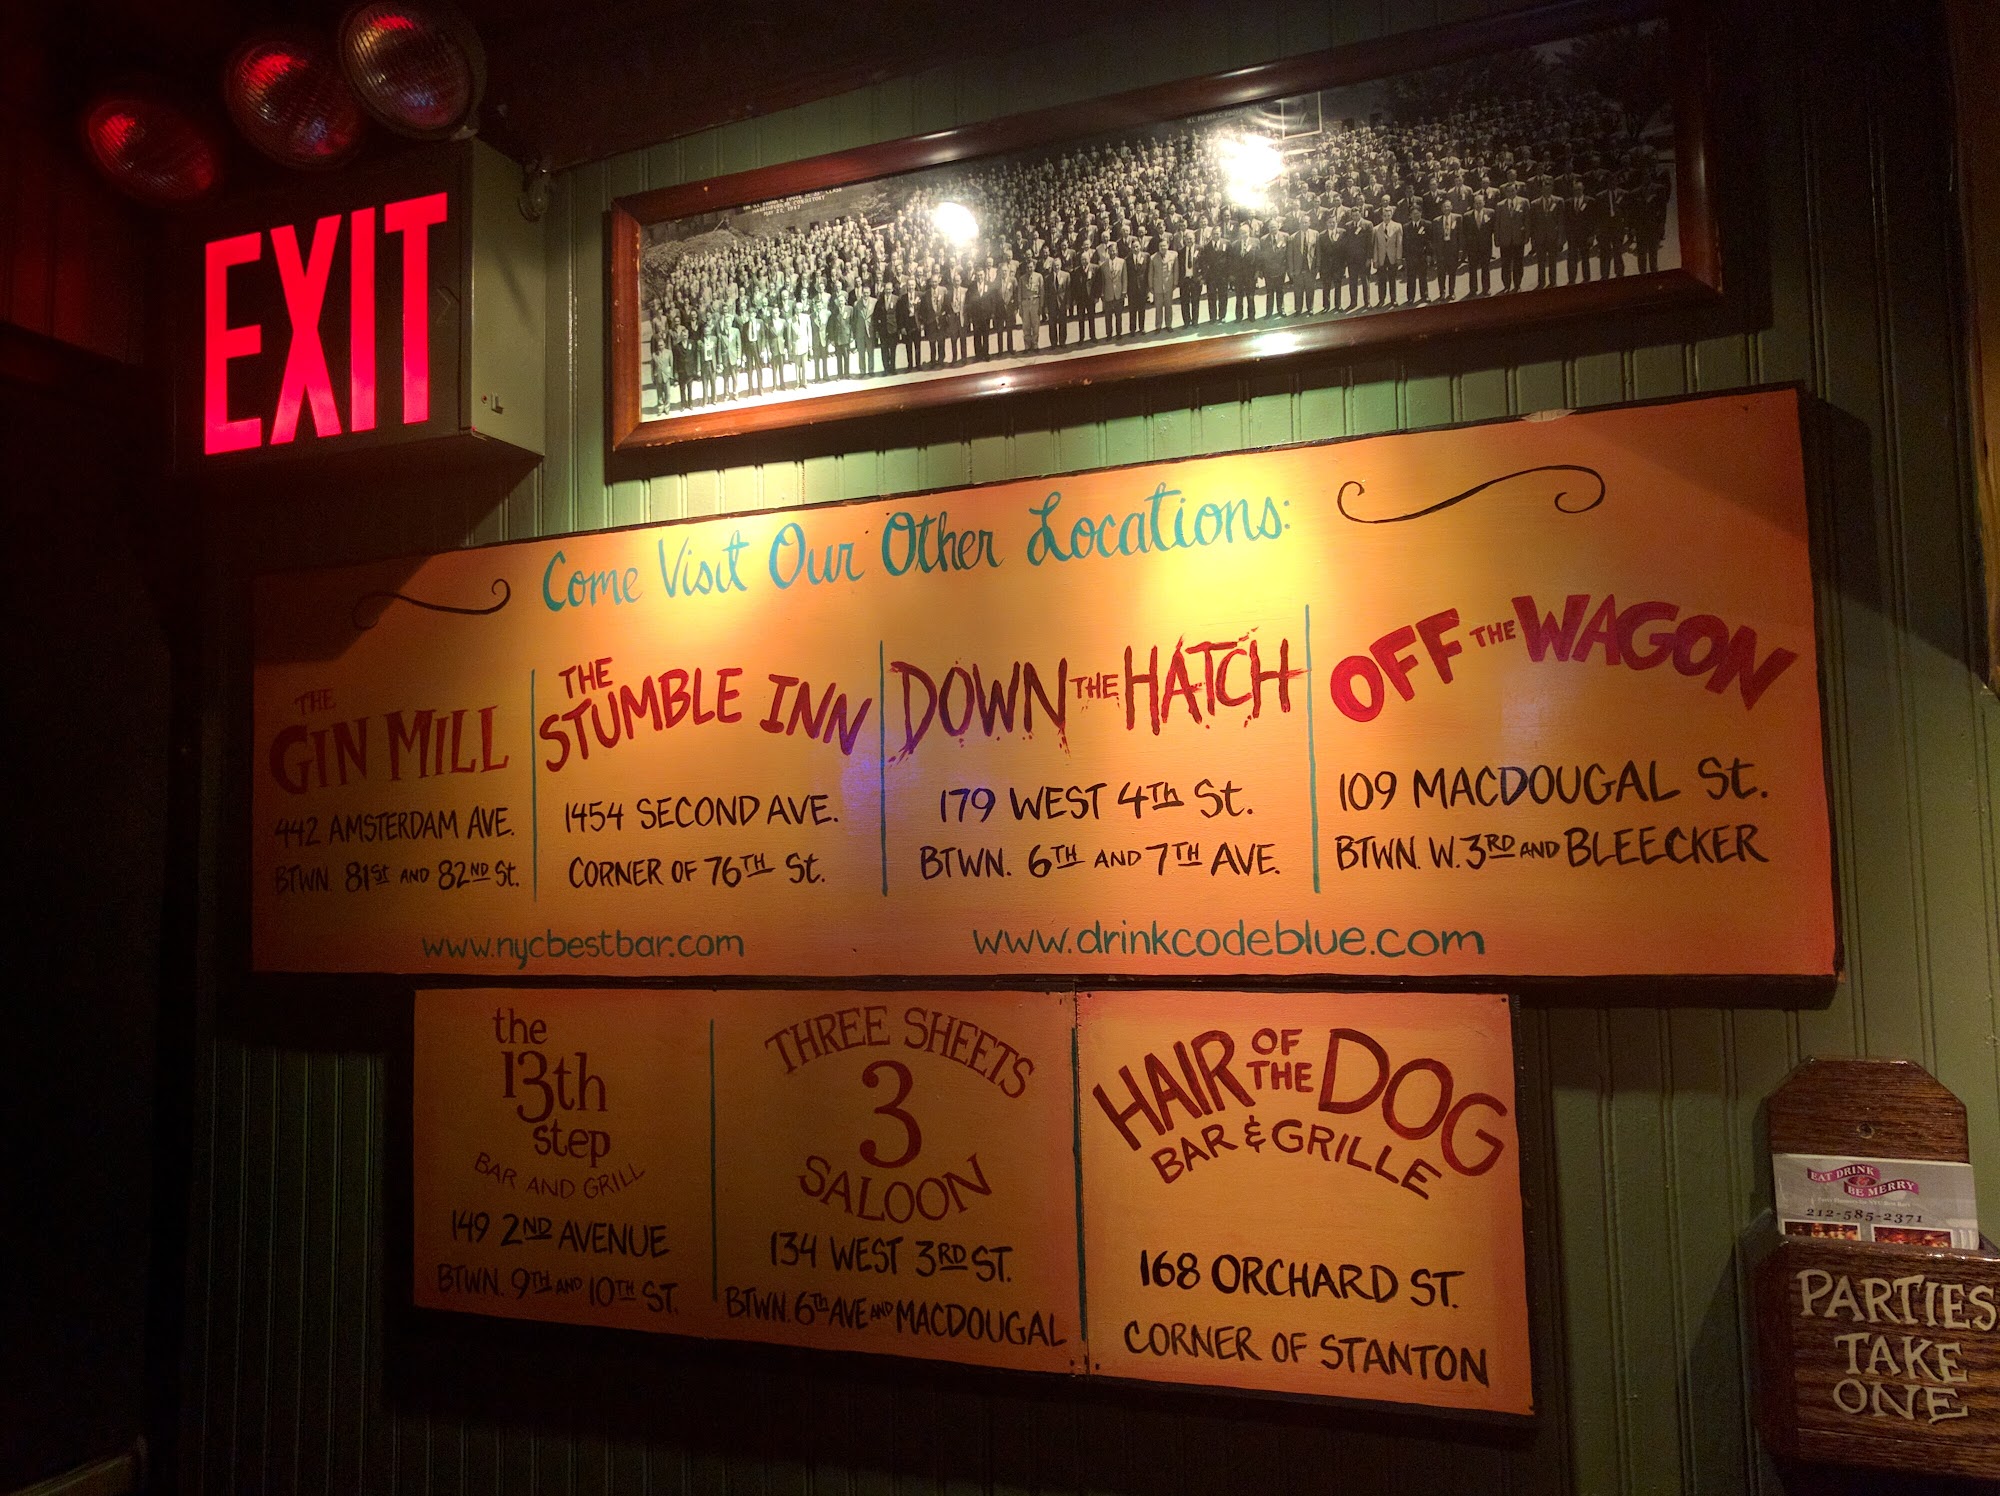 EXIT
MAY 22, 1957
Come Visit Our Other Locations:
THE
GIN MILL
442 AMSTERDAM AVE.
BTWN. 81St AND 82ND St.
THE
STUMBLE INN
1454 SECOND AVE.
CORNER OF 76TH St.
DOWN THE HATCH
179 WEST 4Th St.
BTWN. 6TH AND 7TH AVE.
OFF THE WAGON
109 MACDOUGAL St.
BTWN. W. 3RD AND BLEECKER
www.nycbestbar.com
www.drinkcodeblue.com
the
13th
step
BAR AND GRILL
149 2ND AVENUE
BTWN. 9TH AND 10TH ST.
THREE SHEETS
3
SALOON
134 WEST 3RD ST.
BTWN. 6Th AVE AND MACDOUGAL
HAIR OF THE DOG
BAR & GRILLE
168 ORCHARD ST.
CORNER OF STANTON
EAT DRINK
& BE MERRY
212-585-2371
PARTIES
TAKE
ONE